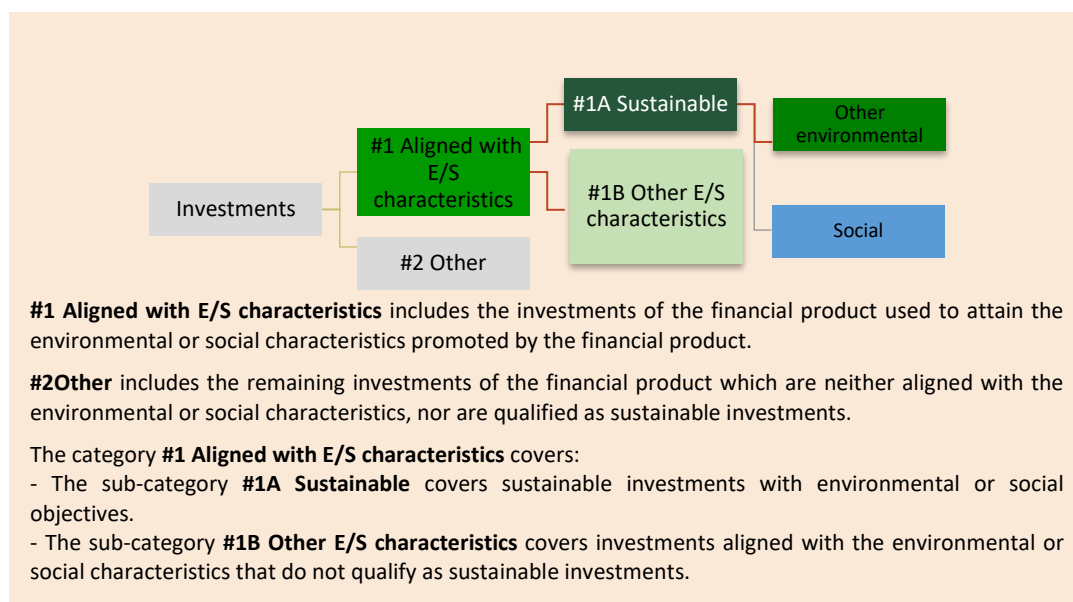 #1A Sustainable
Other
environmental
#1 Aligned with
E/S
characteristics
#1B Other E/S
characteristics
Investments
Social
#2 Other
#1 Aligned with E/S characteristics includes the investments of the financial product used to attain the
environmental or social characteristics promoted by the financial product.
#2Other includes the remaining investments of the financial product which are neither aligned with the
environmental or social characteristics, nor are qualified as sustainable investments.
The category #1 Aligned with E/S characteristics covers:
- The sub-category #1A Sustainable covers sustainable investments with environmental or social
objectives.
- The sub-category #1B Other E/S characteristics covers investments aligned with the environmental or
social characteristics that do not qualify as sustainable investments.